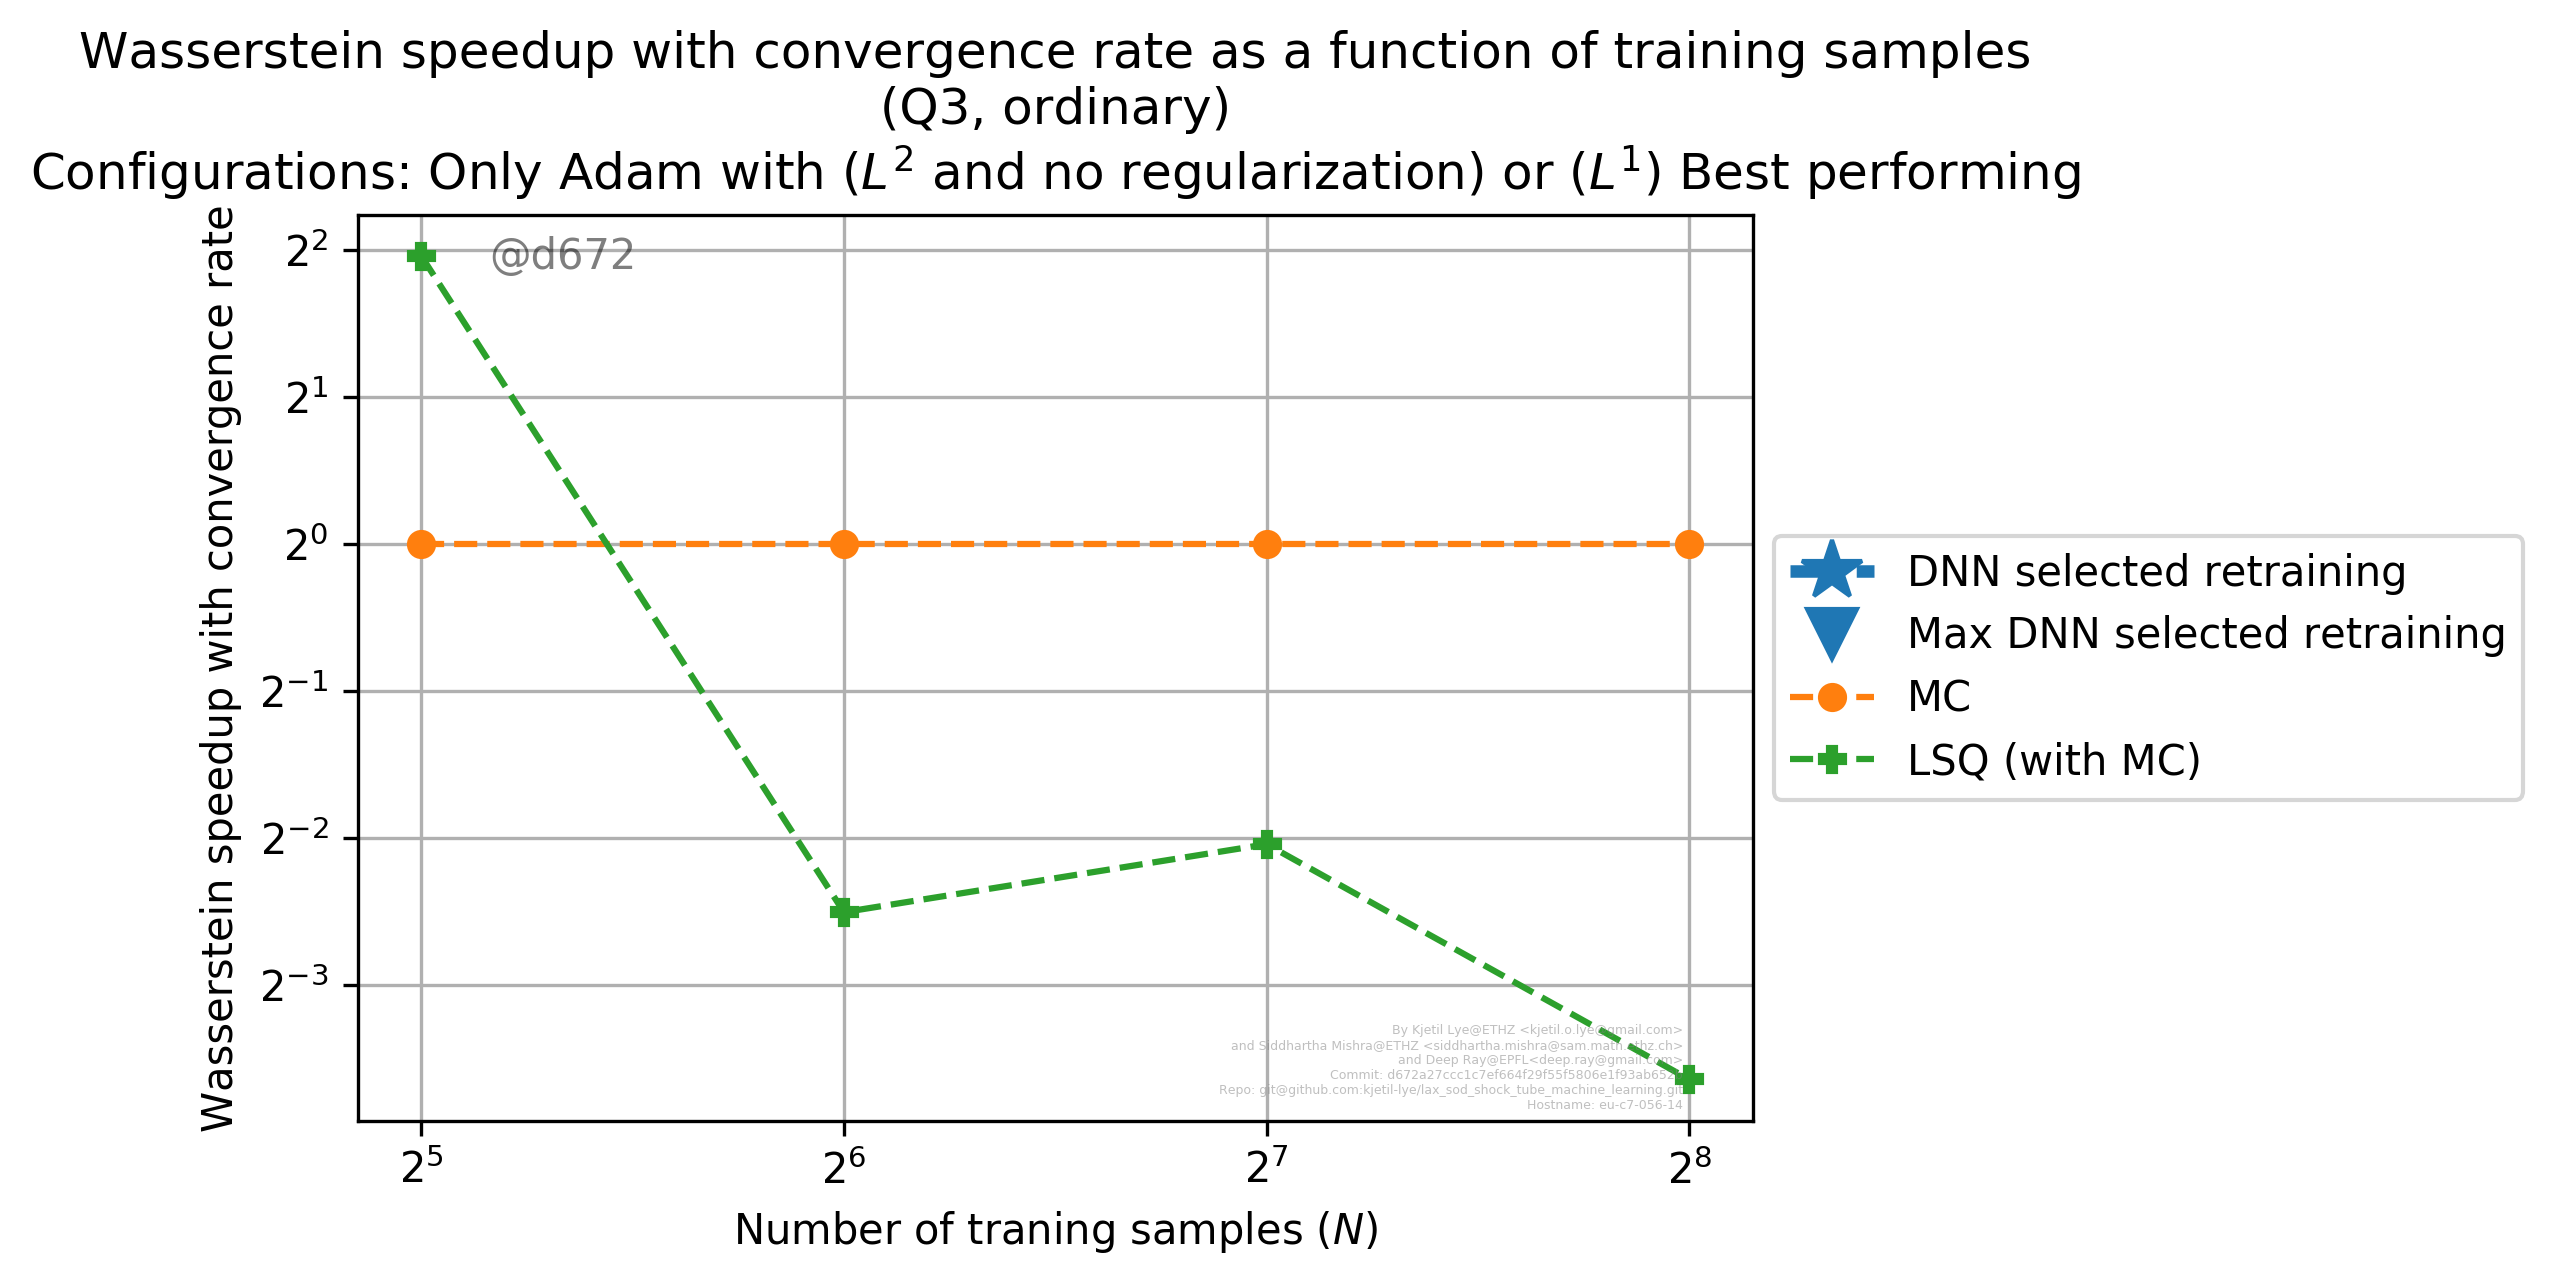 Wasserstein speedup with convergence rate as a function of training samples
(Q3, ordinary)
Configurations: Only Adam with (L² and no regularization) or (L¹) Best performing
Wasserstein speedup with convergence rate
2²
2¹
2⁰
2⁻¹
2⁻²
2⁻³
@d672
DNN selected retraining
Max DNN selected retraining
MC
LSQ (with MC)
By Kjetil Lye@ETHZ <kjetil.o.lye@gmail.com>
and Siddhartha Mishra@ETHZ <siddhartha.mishra@sam.math.ethz.ch>
and Deep Ray@EPFL<deep.ray@gmail.com>
Commit:
Repo: git@github.com:kjetil-lye/lax_sod_shock_tube_machine_learning.git
Hostname: eu-c7-056-14
2⁵ 2⁶ 2⁷ 2⁸
Number of traning samples (N)